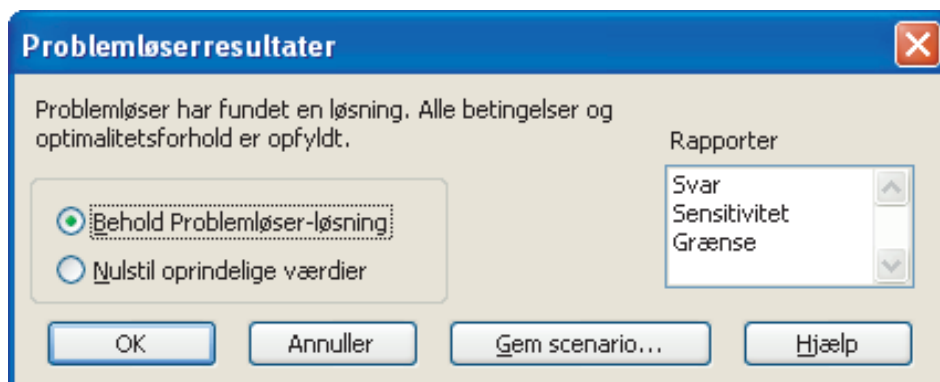 Problemløserresultater
Problemløser har fundet en løsning. Alle betingelser og
optimalitetsforhold er opfyldt.
Rapporter
Svar
Sensitivitet
Grænse
Behold Problemløser-løsning
Nulstil oprindelige værdier
OK
Annuller
Gem scenario...
Hjælp